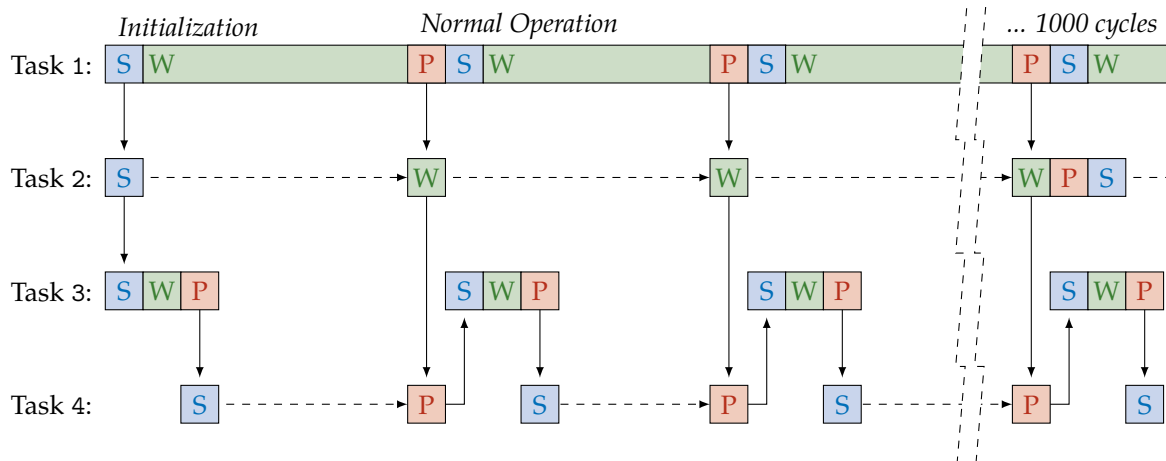 Initialization Normal Operation ... 1000 cycles
Task 1: S W P S W P S W P S W
Task 2: S W W W P S
Task 3: S W P S W P S W P S W P
Task 4: S P S P S P S